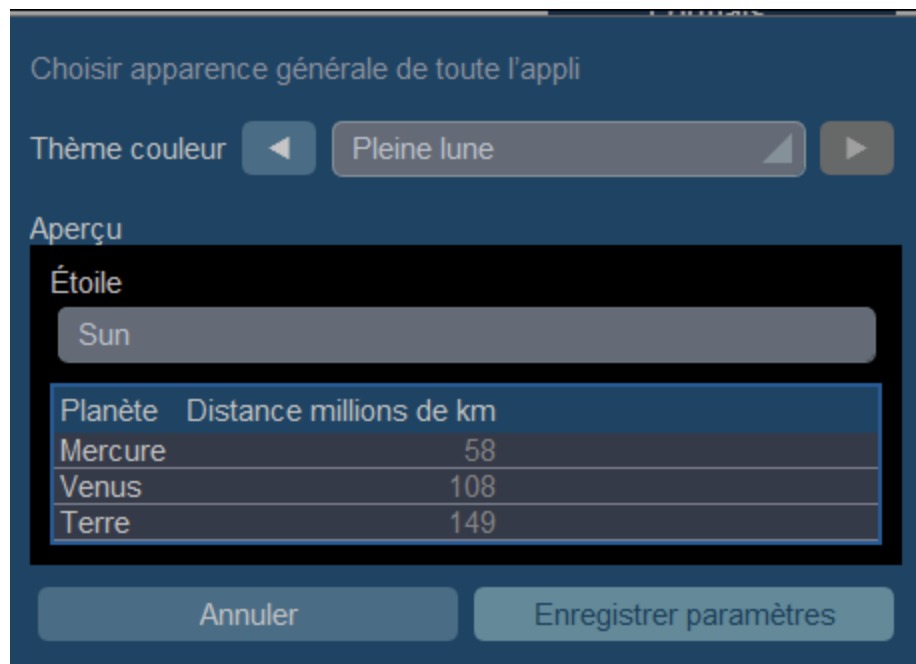 Choisir apparence générale de toute l'appli
Thème couleur Pleine lune
Aperçu
Étoile
Sun
Planète Distance millions de km
Mercure 58
Venus 108
Terre 149
Annuler Enregistrer paramètres